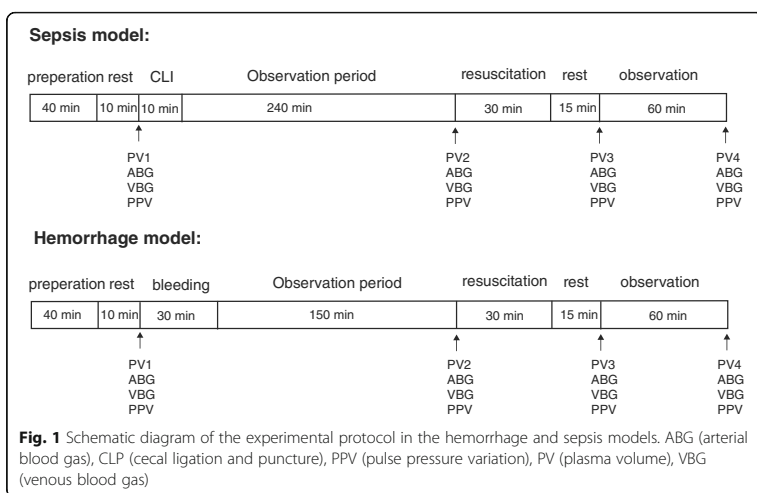 Sepsis model:
preperation rest CLI Observation period resuscitation rest observation
40 min 10 min 10 min 240 min 30 min 15 min 60 min
PV1 PV2 PV3 PV4
ABG ABG ABG ABG
VBG VBG VBG VBG
PPV PPV PPV PPV
Hemorrhage model:
preperation rest bleeding Observation period resuscitation rest observation
40 min 10 min 30 min 150 min 30 min 15 min 60 min
PV1 PV2 PV3 PV4
ABG ABG ABG ABG
VBG VBG VBG VBG
PPV PPV PPV PPV
Fig. 1 Schematic diagram of the experimental protocol in the hemorrhage and sepsis models. ABG (arterial
blood gas), CLP (cecal ligation and puncture), PPV (pulse pressure variation), PV (plasma volume), VBG
(venous blood gas)